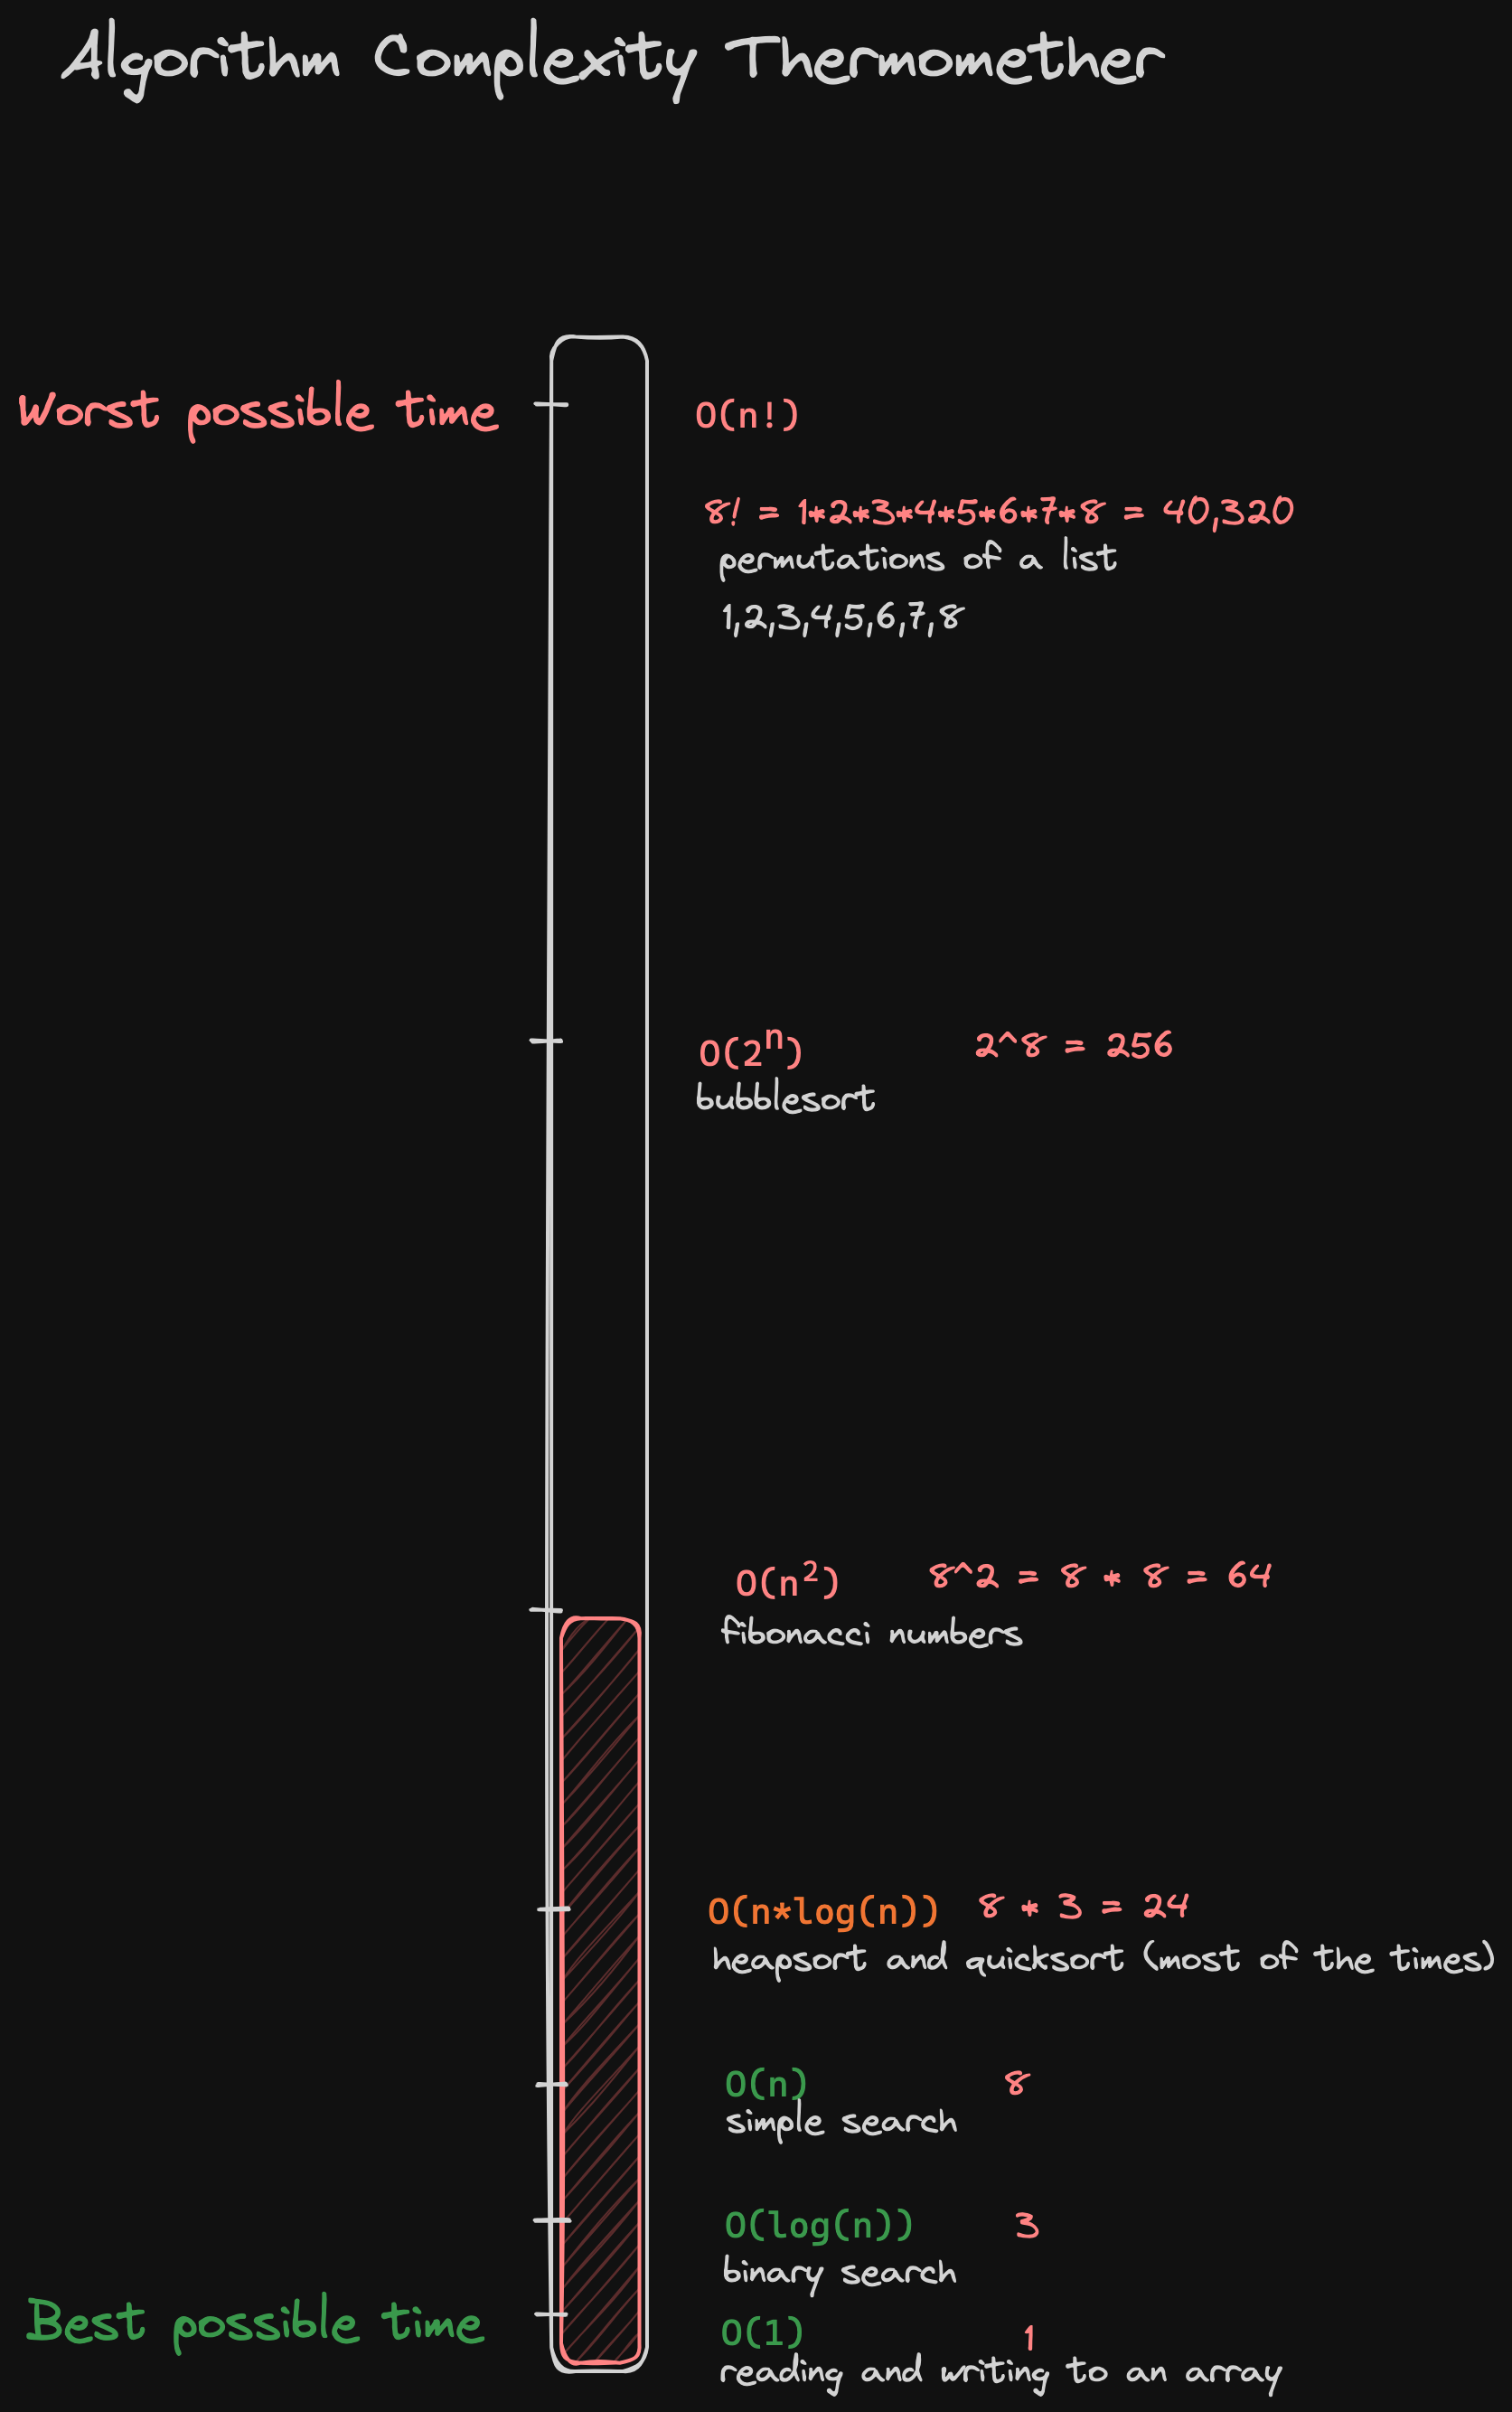 Algorithm Complexity Thermomether
Worst possible time
O(n!)
8! = 1*2*3*4*5*6*7*8 = 40,320
permutations of a list
1,2,3,4,5,6,7,8
O(2ⁿ) 2^8 = 256
bubblesort
O(n²) 8^2 = 8 * 8 = 64
fibonacci numbers
O(n*log(n)) 8 * 3 = 24
heapsort and quicksort (most of the times)
O(n) 8
simple search
O(log(n)) 3
binary search
Best possible time
O(1) 1
reading and writing to an array